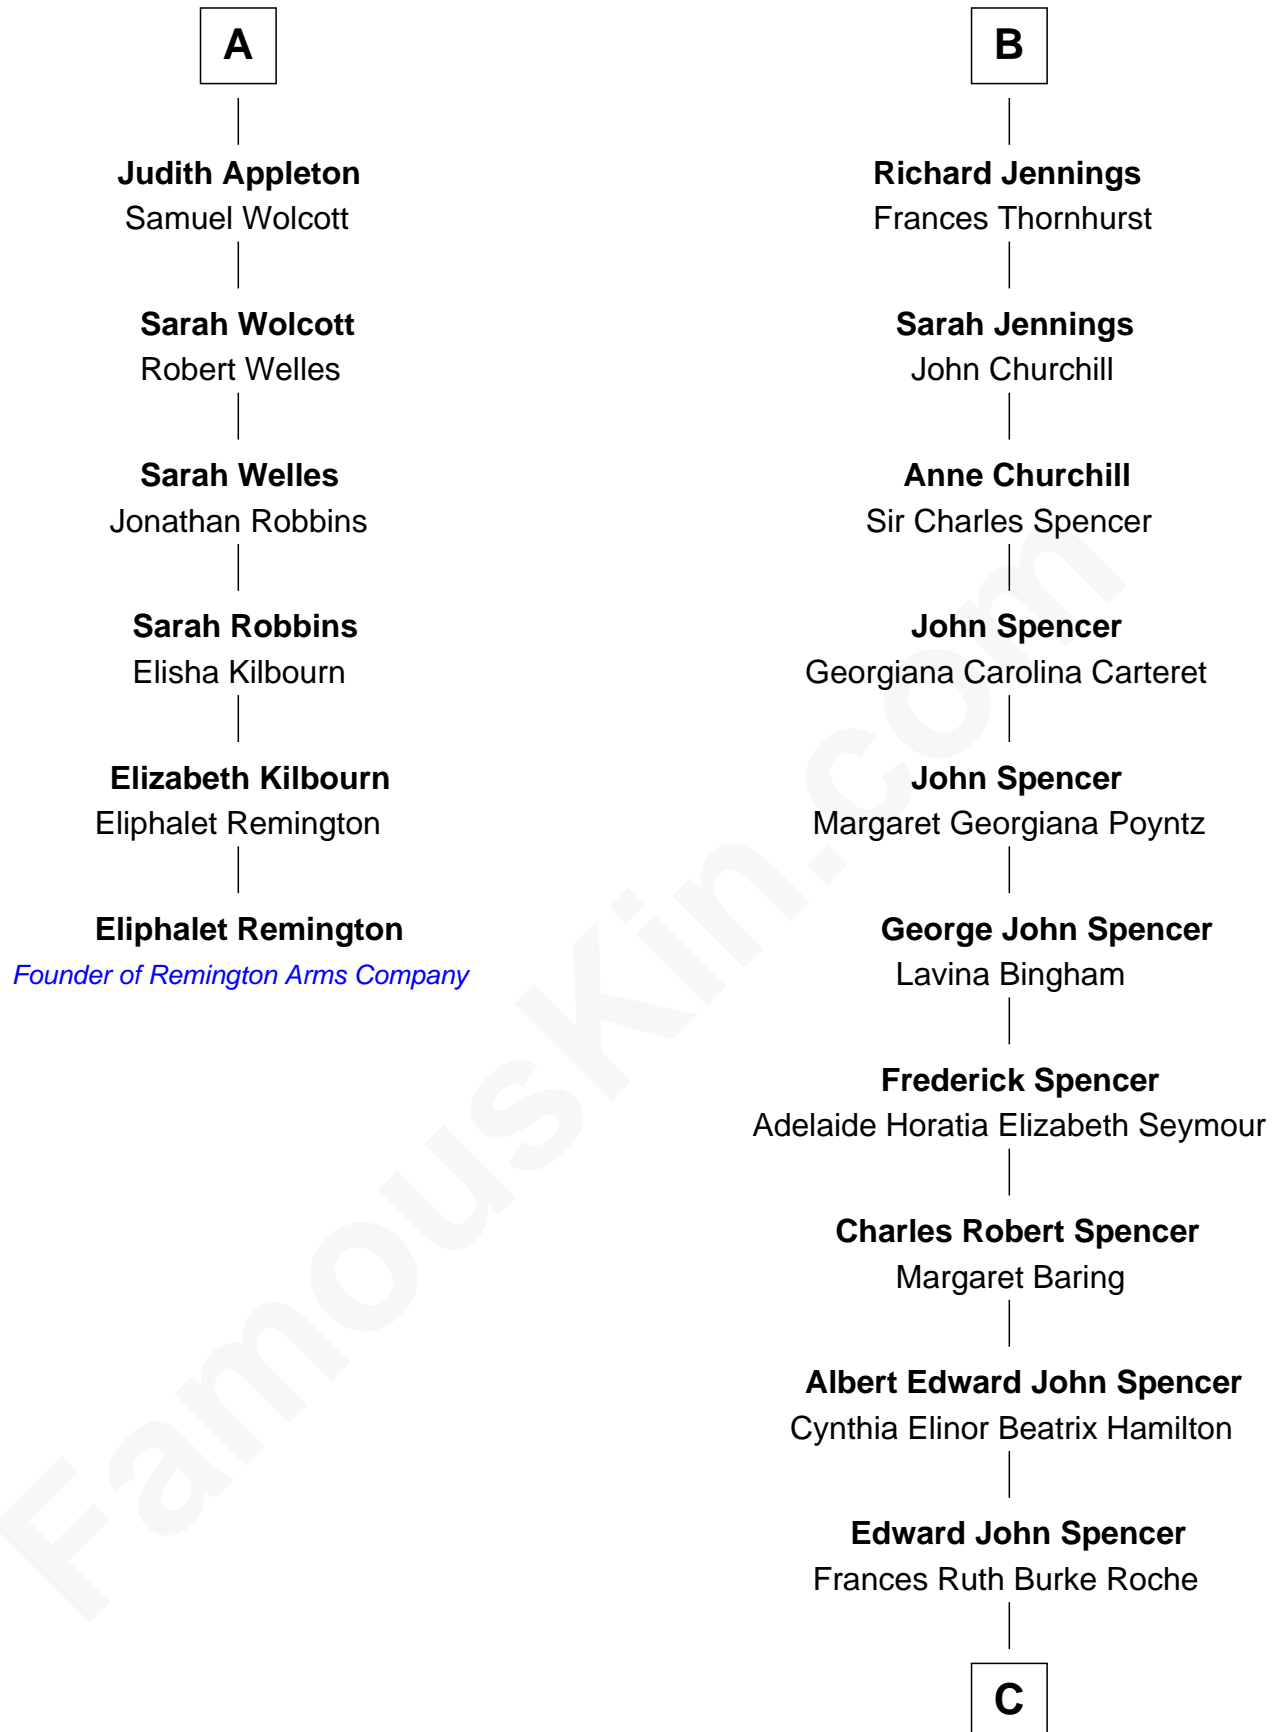 A
Judith Appleton
Samuel Wolcott
Sarah Wolcott
Robert Welles
Sarah Welles
Jonathan Robbins
Sarah Robbins
Elisha Kilbourn
Elizabeth Kilbourn
Eliphalet Remington
Eliphalet Remington
Founder of Remington Arms Company
B
Richard Jennings
Frances Thornhurst
Sarah Jennings
John Churchill
Anne Churchill
Sir Charles Spencer
John Spencer
Georgiana Carolina Carteret
John Spencer
Margaret Georgiana Poyntz
George John Spencer
Lavina Bingham
Frederick Spencer
Adelaide Horatia Elizabeth Seymour
Charles Robert Spencer
Margaret Baring
Albert Edward John Spencer
Cynthia Elinor Beatrix Hamilton
Edward John Spencer
Frances Ruth Burke Roche
C
FamousKin.com